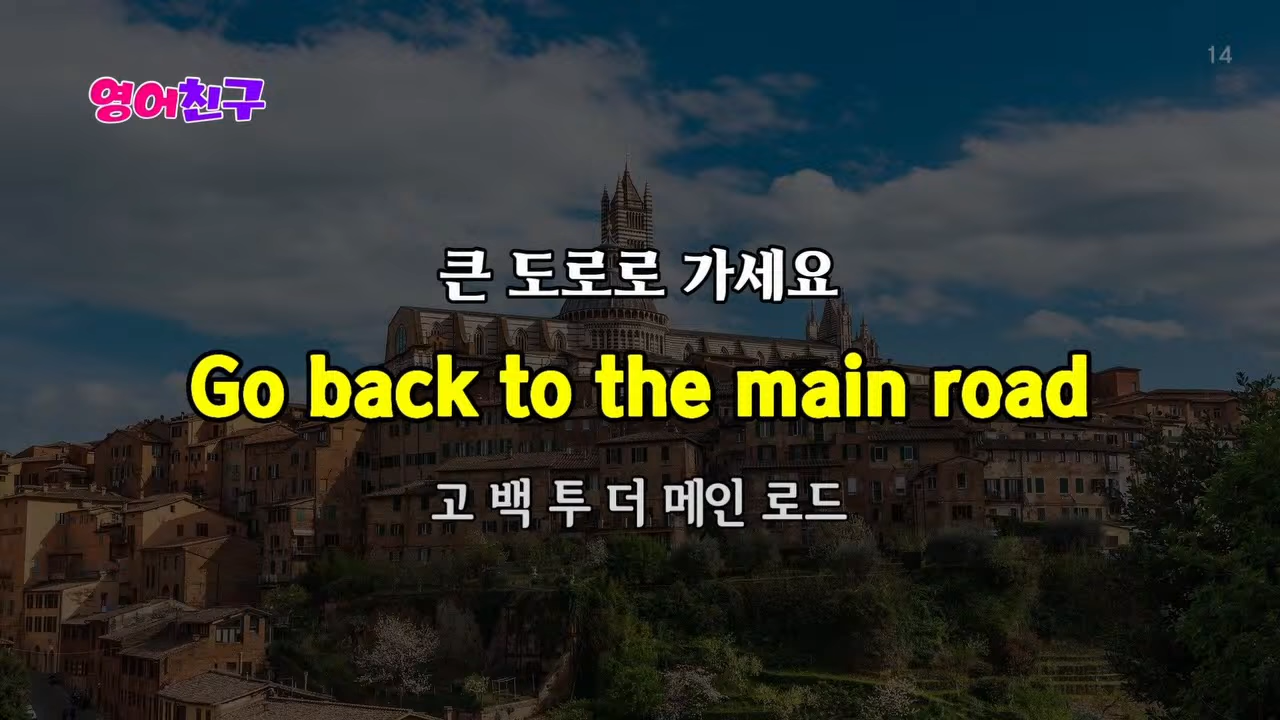 14
영어친구
큰 도로로 가세요
Go back to the main road
고 백 투 더 메인 로드